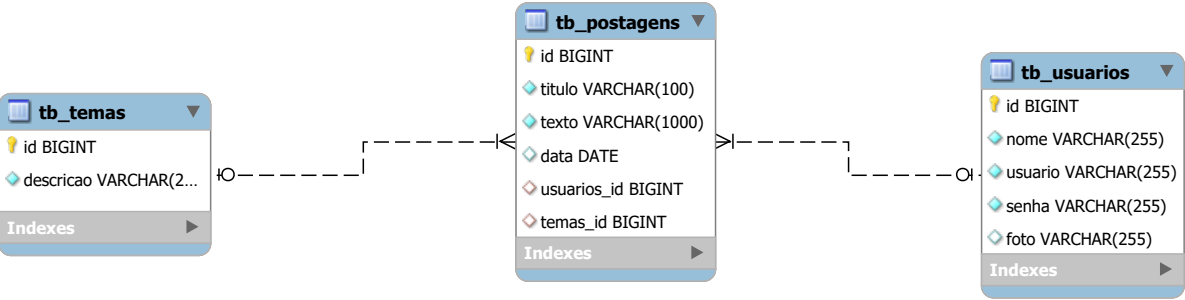 tb_temas
id BIGINT
descricao VARCHAR(2...
Indexes
tb_postagens
id BIGINT
titulo VARCHAR(100)
texto VARCHAR(1000)
data DATE
usuarios_id BIGINT
temas_id BIGINT
Indexes
tb_usuarios
id BIGINT
nome VARCHAR(255)
usuario VARCHAR(255)
senha VARCHAR(255)
foto VARCHAR(255)
Indexes